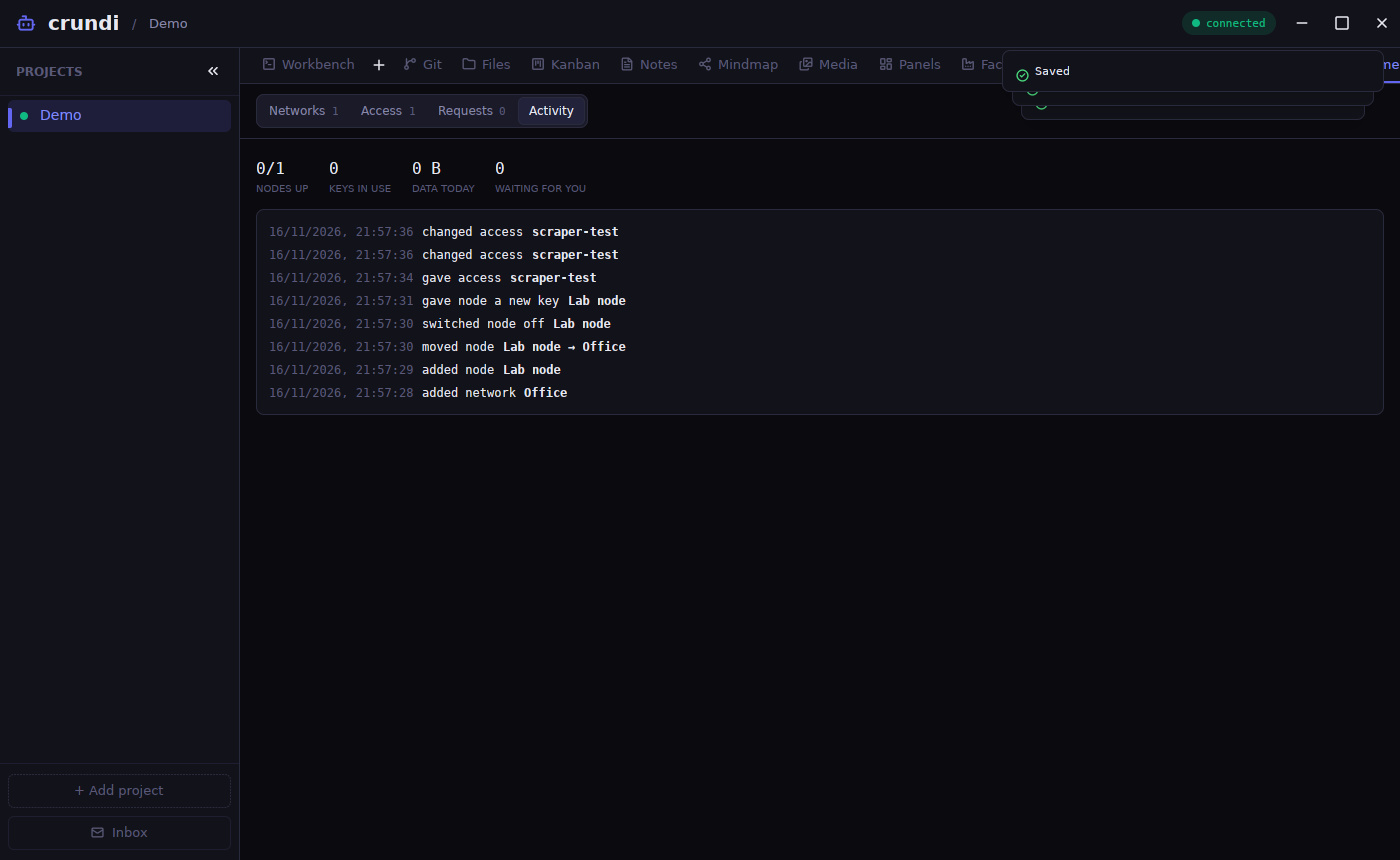 crundi / Demo
connected
PROJECTS
Workbench
Git
Files
Kanban
Notes
Mindmap
Media
Panels
Saved
Demo
Networks 1
Access 1
Requests 0
Activity
0/1
NODES UP
0
KEYS IN USE
0 B
DATA TODAY
0
WAITING FOR YOU
16/11/2026, 21:57:36 changed access scraper-test
16/11/2026, 21:57:36 changed access scraper-test
16/11/2026, 21:57:34 gave access scraper-test
16/11/2026, 21:57:31 gave node a new key Lab node
16/11/2026, 21:57:30 switched node off Lab node
16/11/2026, 21:57:30 moved node Lab node → Office
16/11/2026, 21:57:29 added node Lab node
16/11/2026, 21:57:28 added network Office
+ Add project
Inbox